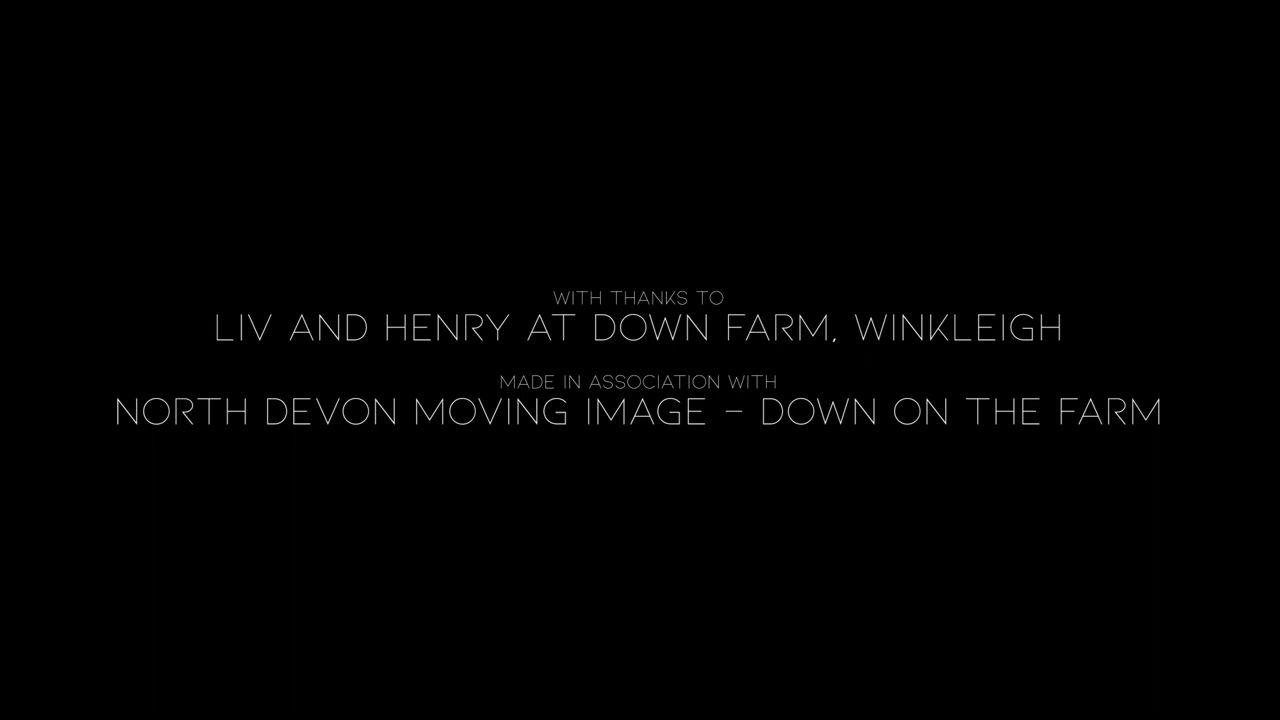 WITH THANKS TO
LIV AND HENRY AT DOWN FARM, WINKLEIGH
MADE IN ASSOCIATION WITH
NORTH DEVON MOVING IMAGE – DOWN ON THE FARM